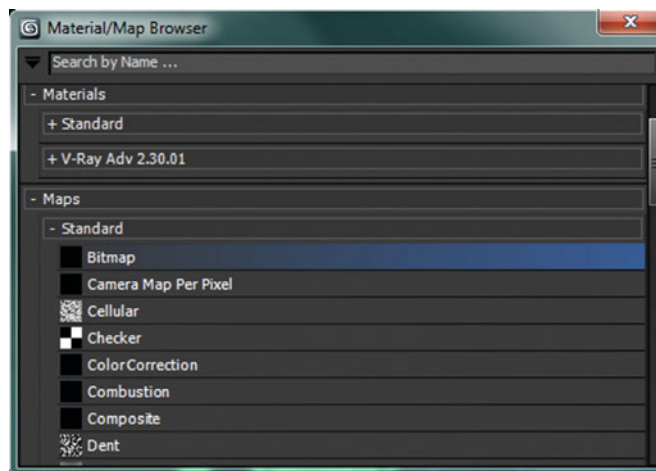 Material/Map Browser
Search by Name ...
- Materials
+ Standard
+ V-Ray Adv 2.30.01
- Maps
- Standard
Bitmap
Camera Map Per Pixel
Cellular
Checker
ColorCorrection
Combustion
Composite
Dent